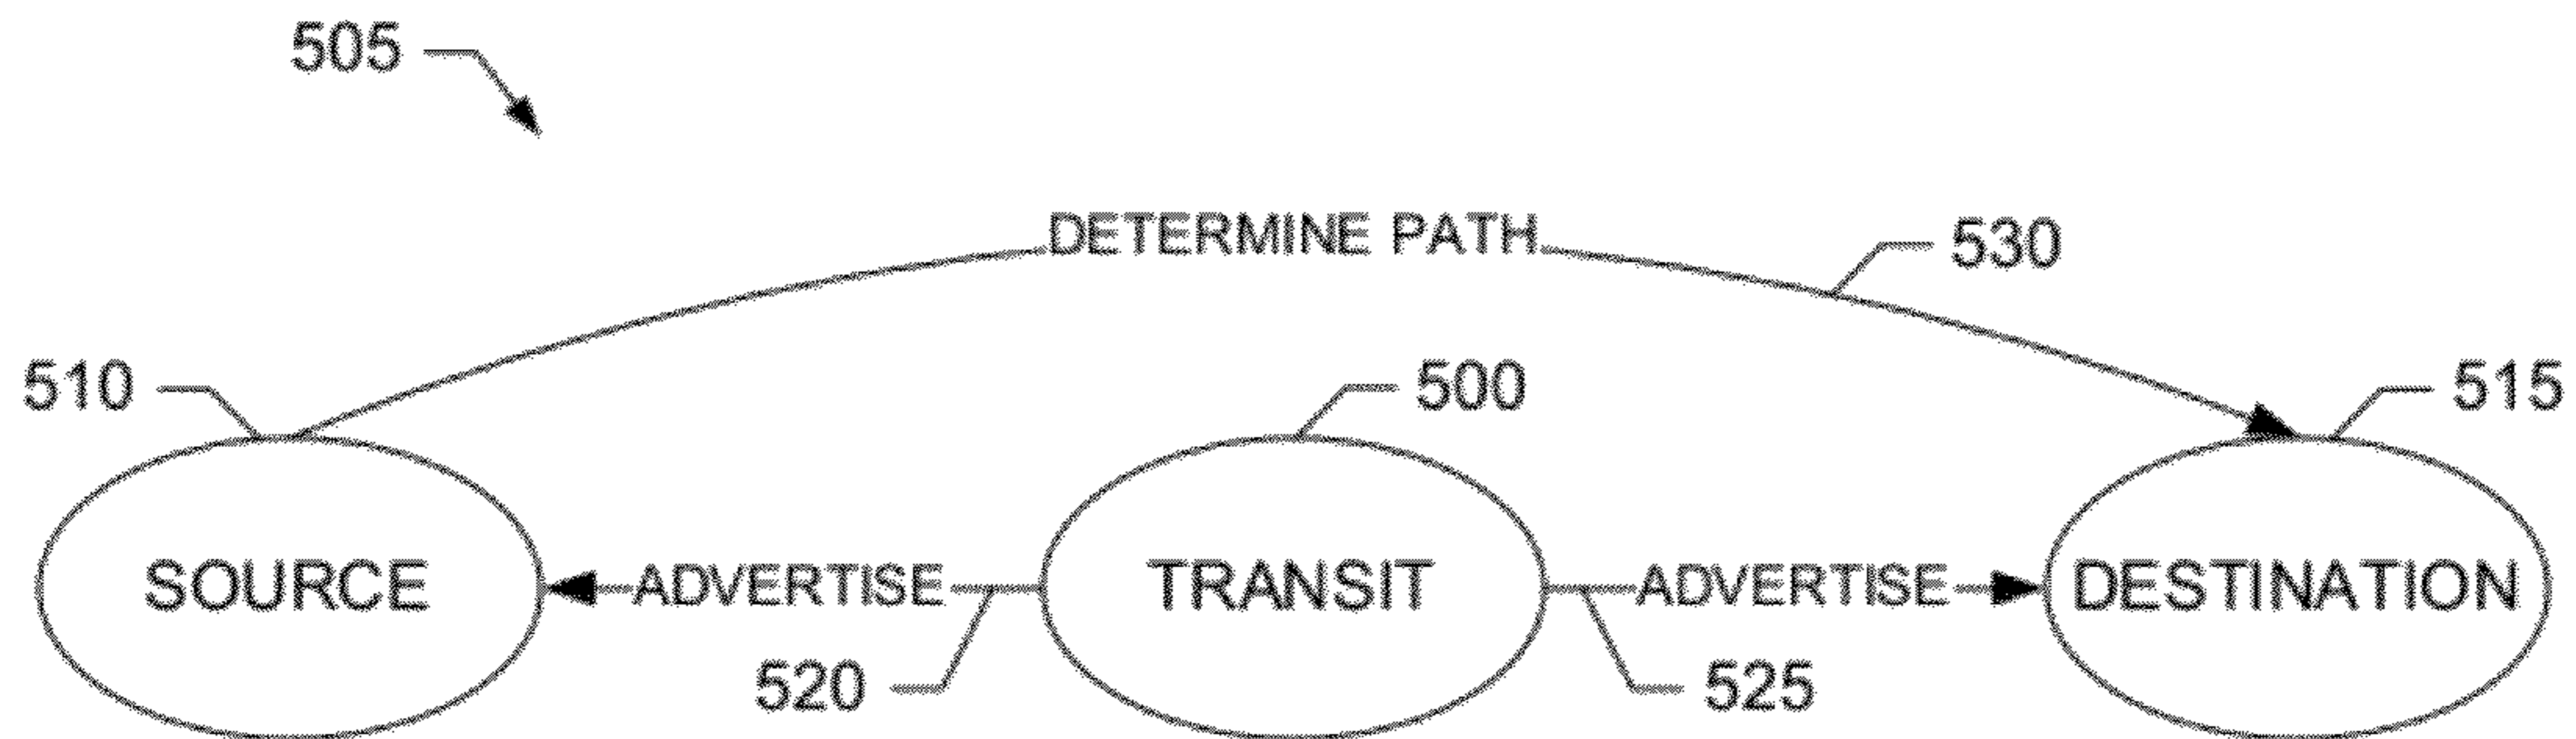 505
DETERMINE PATH
530
510
500
515
SOURCE
ADVERTISE
TRANSIT
ADVERTISE
DESTINATION
520
525